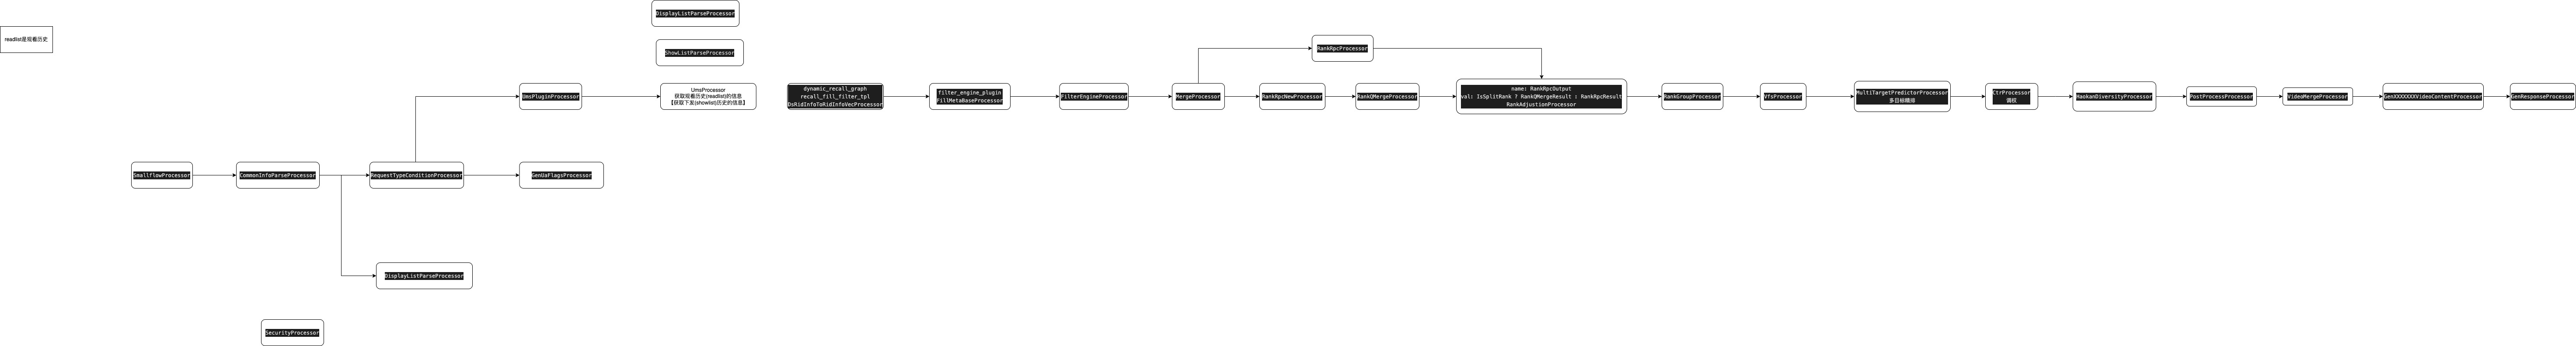 DisplayListParseProcessor
readlist是观看历史
ShowListParseProcessor
RankRpcProcessor
UmsPluginProcessor
UmsProcessor
获取观看历史(readlist)的信息
【获取下发(showlist)历史的信息】
dynamic_recall_graph
recall_fill_filter_tpl
DsRidInfoToRidInfoVecProcessor
filter_engine_plugin
FillMetaBaseProcessor
FilterEngineProcessor
MergeProcessor
RankRpcNewProcessor
RankQMergeProcessor
name: RankRpcOutput
val: IsSplitRank ? RankQMergeResult : RankRpcResult
RankAdjustionProcessor
RankGroupProcessor
VfsProcessor
MultiTargetPredictorProcessor
多目标精排
CtrProcessor
调权
HaokanDiversityProcessor
PostProcessProcessor
VideoMergeProcessor
GenXXXXXXXVideoContentProcessor
GenResponseProcessor
SmallflowProcessor
CommonInfoParseProcessor
RequestTypeConditionProcessor
GenUaFlagsProcessor
DisplayListParseProcessor
SecurityProcessor